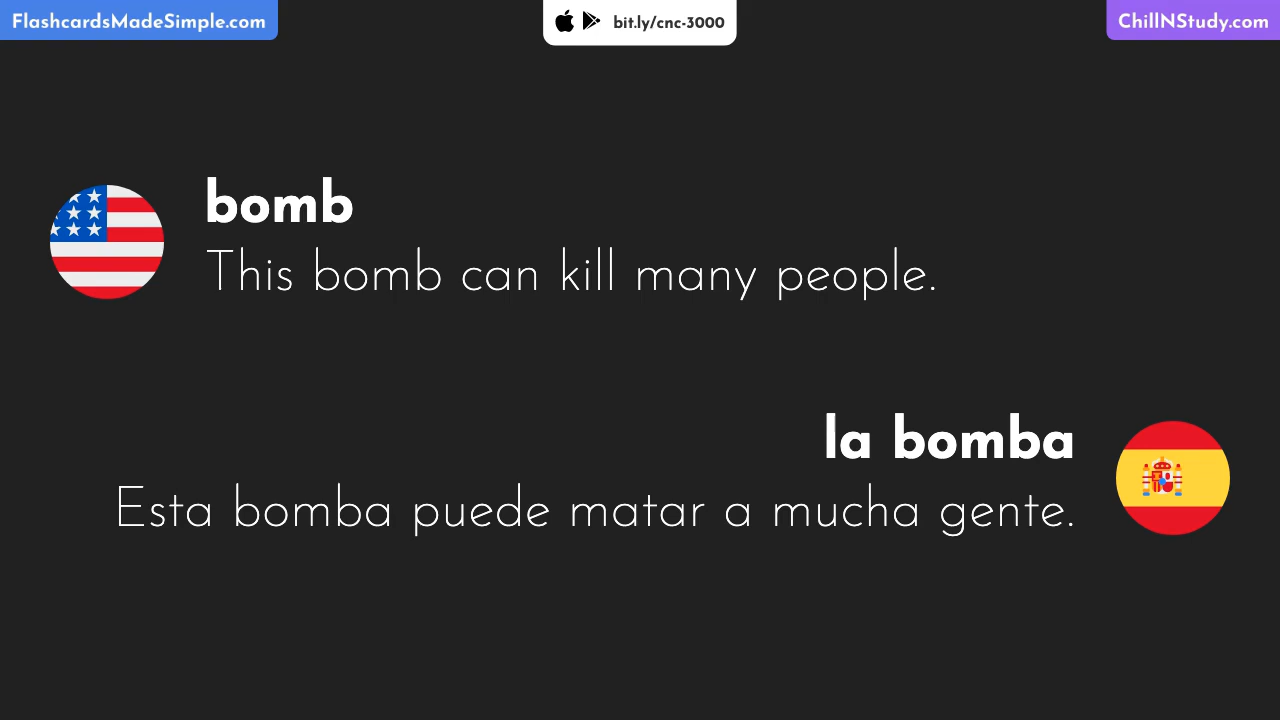 FlashcardsMadeSimple.com
bit.ly/cnc-3000
ChillNStudy.com
bomb
This bomb can kill many people.
la bomba
Esta bomba puede matar a mucha gente.